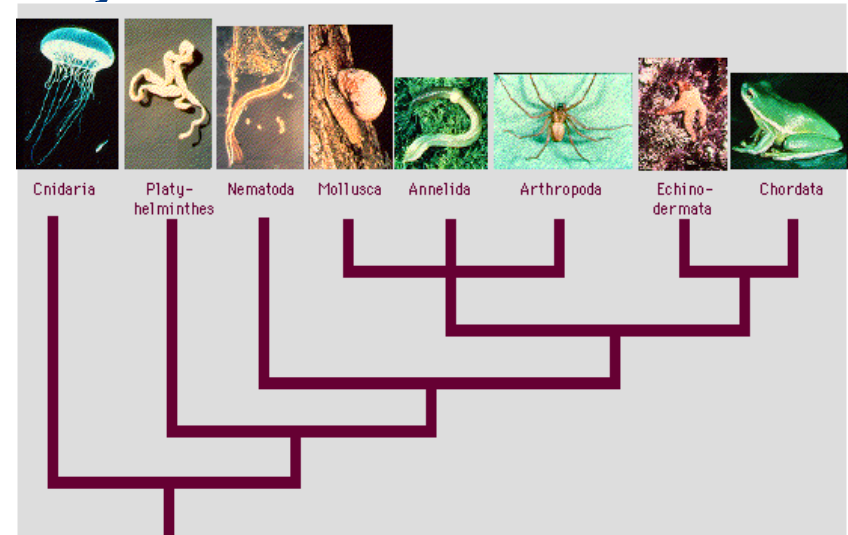 Cnidaria
Platy-
helminthes
Nematoda
Mollusca
Annelida
Arthropoda
Echino-
dermata
Chordata